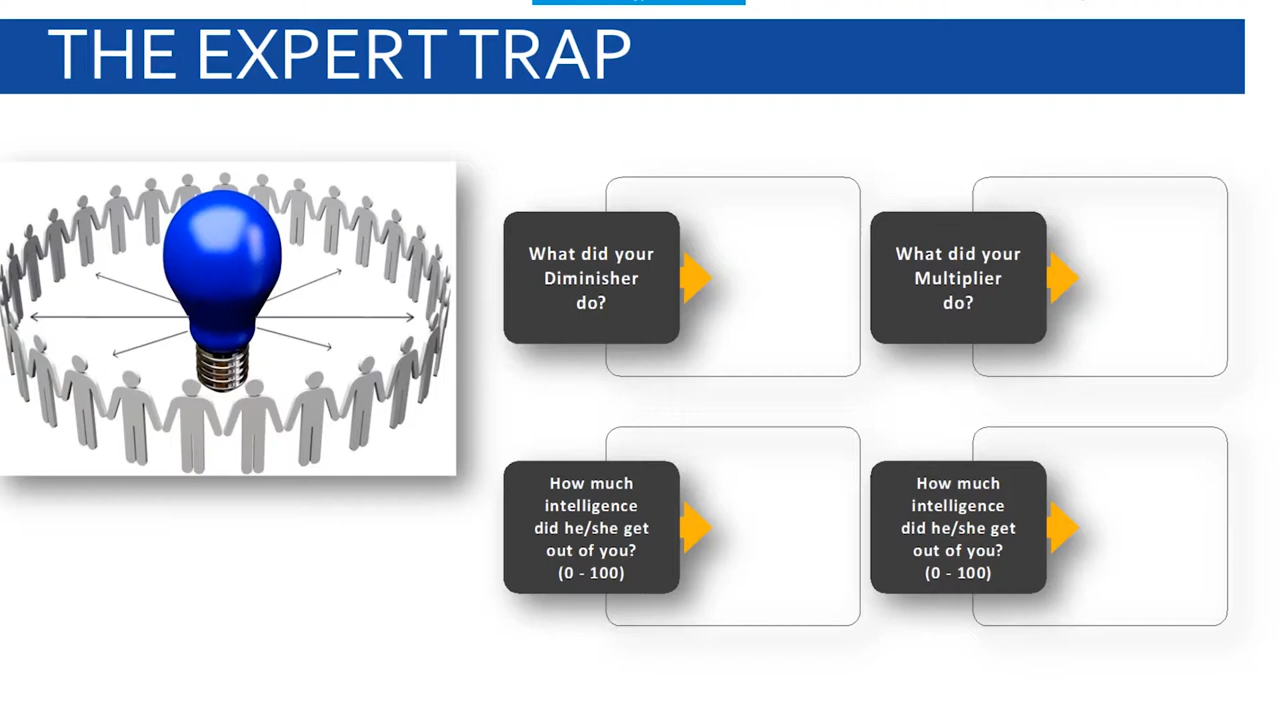 THE EXPERT TRAP
What did your
Diminisher
do?
What did your
Multiplier
do?
How much
intelligence
did he/she get
out of you?
(0 - 100)
How much
intelligence
did he/she get
out of you?
(0 - 100)